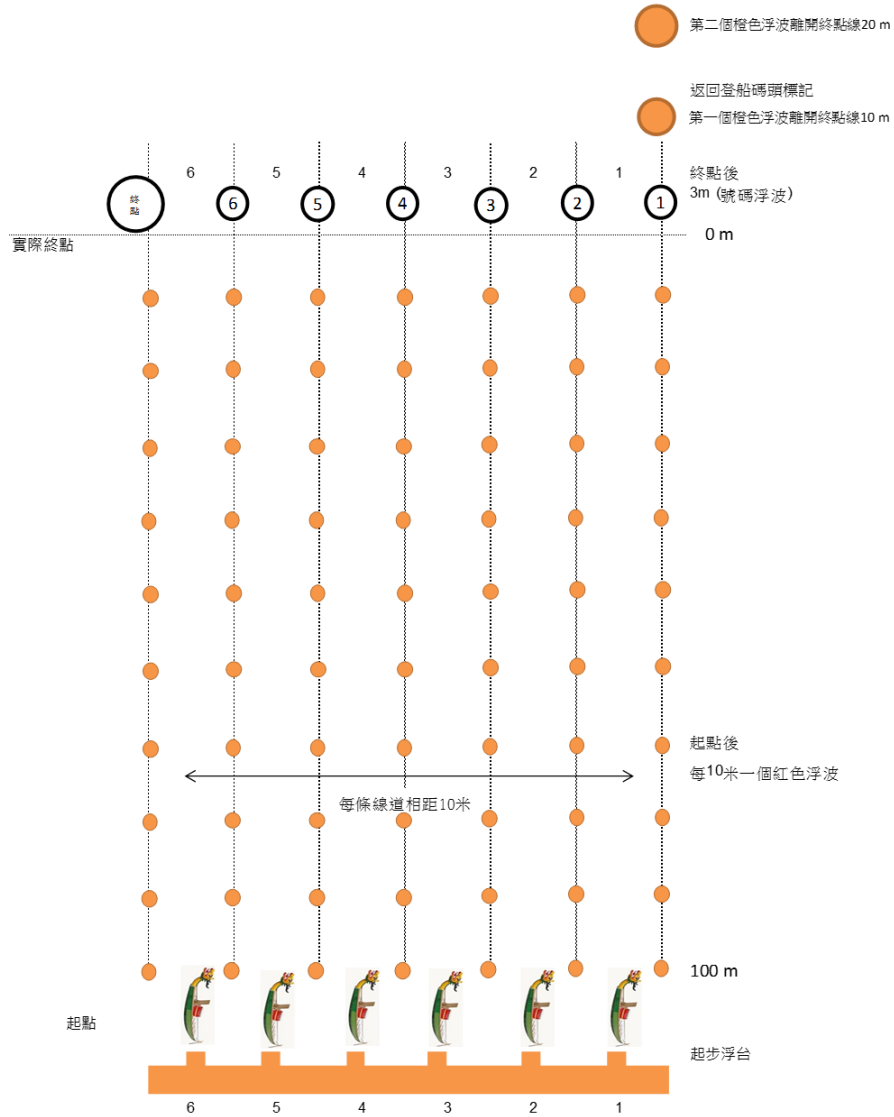 第二個橙色浮波離開終點線20 m
返回登船碼頭標記
第一個橙色浮波離開終點線10 m
6 5 4 3 2 1
終點後
3m (號碼浮波)
終
點
6 5 4 3 2 1
0 m
實際終點
起點後
每10米一個紅色浮波
每條線道相距10米
100 m
起點
起步浮台
6 5 4 3 2 1